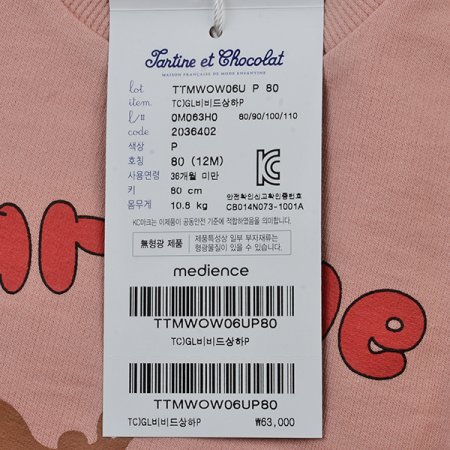 Tartine et Chocolat
MAISON FRANÇAISE DE MODE ENFANTINE
lot TTMWOW06U P 80
item. TC)GL비비드상하P
l/# 0M063H0 80/90/100/110
code 2036402
색상 P
호칭 80 (12M)
사용연령 36개월 미만
키 80 cm
몸무게 10.8 kg
안전확인신고확인증번호
CB014N073-1001A
KC마크는 이제품이 공동안전 기준에 적합하였음을 의미합니다.
無형광 제품
제품특성상 일부 부자재류는
형광물질이 있을 수 있습니다
medience
TTMWOW06UP80
TC)GL비비드상하P
TTMWOW06UP80
TC)GL비비드상하P ₩63,000